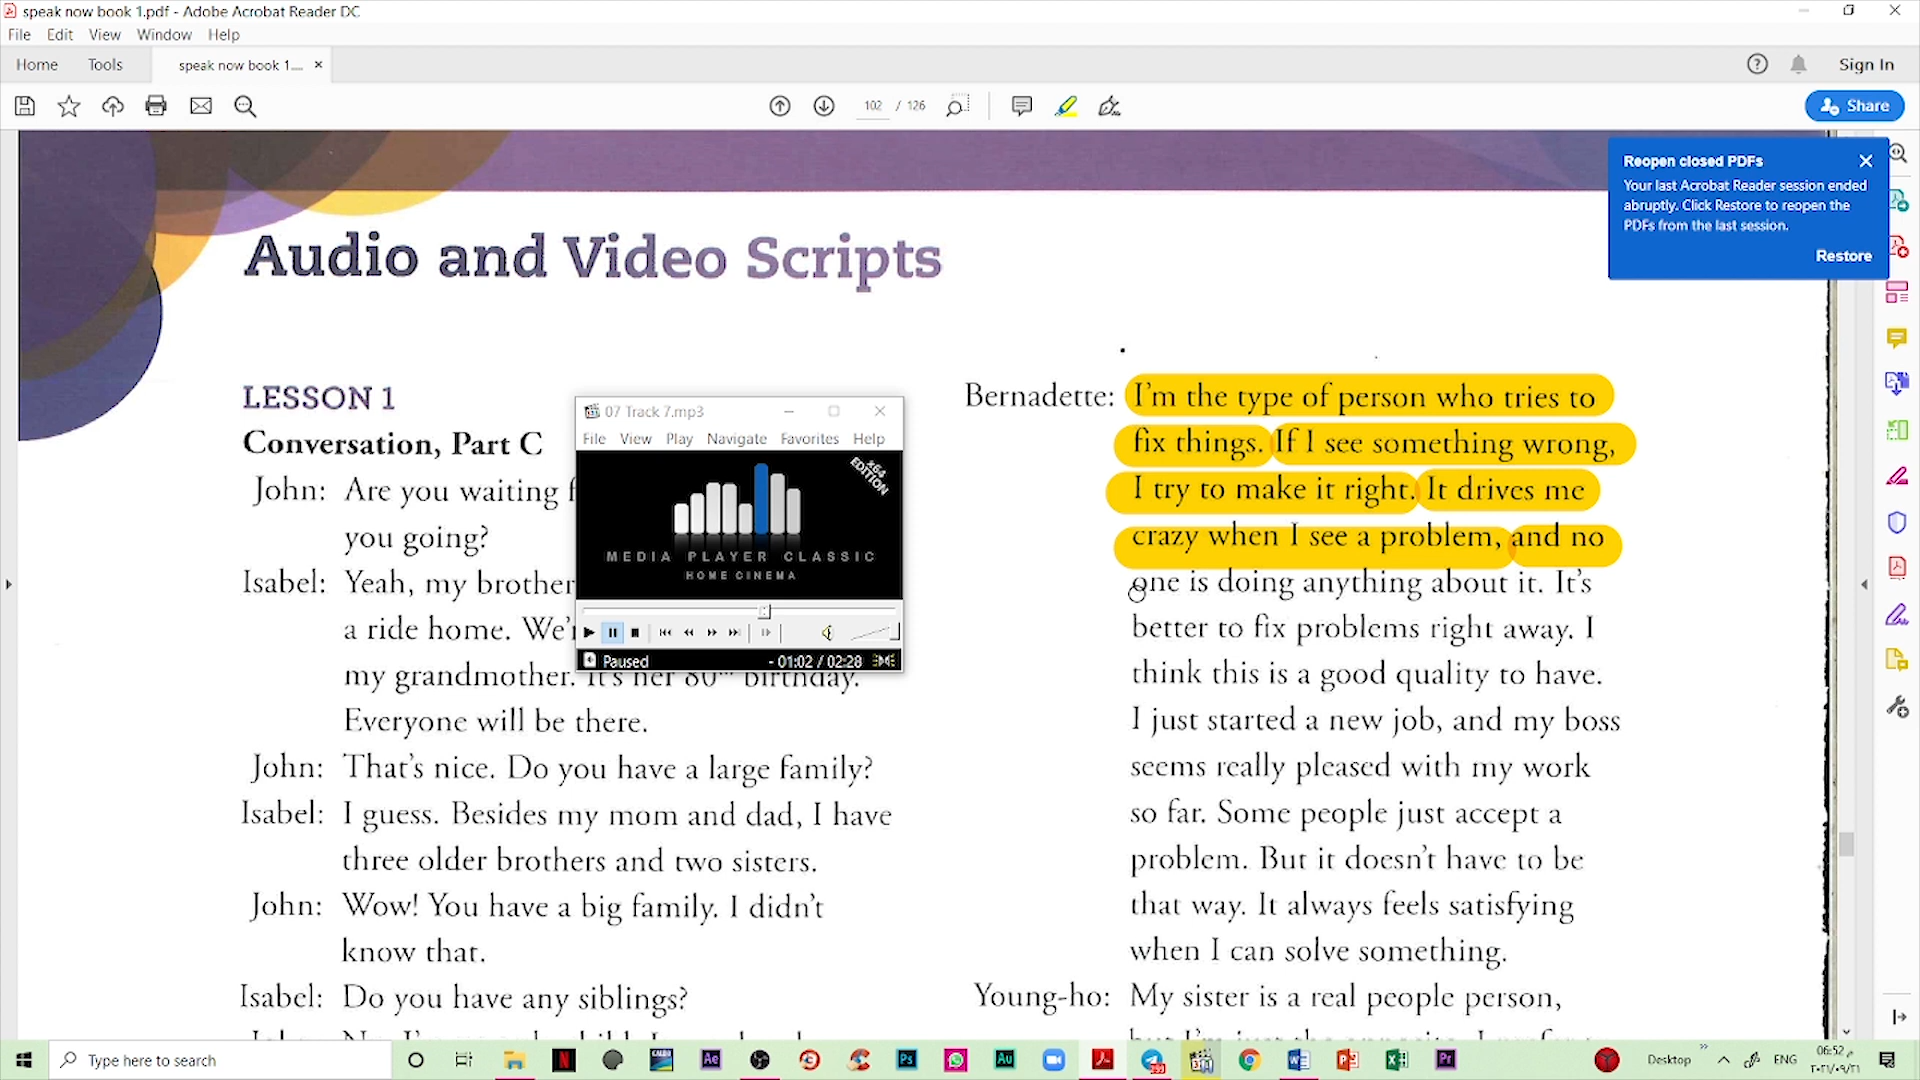 speak now book 1.pdf - Adobe Acrobat Reader DC
File Edit View Window Help
Home Tools speak now book 1.... × Sign In
102 / 126 Share
Reopen closed PDFs
Your last Acrobat Reader session ended
abruptly. Click Restore to reopen the
PDFs from the last session.
Restore
Audio and Video Scripts
LESSON 1
Conversation, Part C
John: Are you waiting
you going?
Isabel: Yeah, my brother
a ride home.
my grandmother. It's her 80th birthday.
Everyone will be there.
John: That's nice. Do you have a large family?
Isabel: I guess. Besides my mom and dad, I have
three older brothers and two sisters.
John: Wow! You have a big family. I didn't
know that.
Isabel: Do you have any siblings?
07 Track 7.mp3
File View Play Navigate Favorites Help
x64
EDITION
MEDIA PLAYER CLASSIC
HOME CINEMA
Paused - 01:02 / 02:28
Bernadette: I'm the type of person who tries to
fix things. If I see something wrong,
I try to make it right. It drives me
crazy when I see a problem, and no
one is doing anything about it. It's
better to fix problems right away. I
think this is a good quality to have.
I just started a new job, and my boss
seems really pleased with my work
so far. Some people just accept a
problem. But it doesn't have to be
that way. It always feels satisfying
when I can solve something.
Young-ho: My sister is a real people person,
Type here to search
Desktop ENG 06:52 م
٢٠٢١/٠٩/٢١